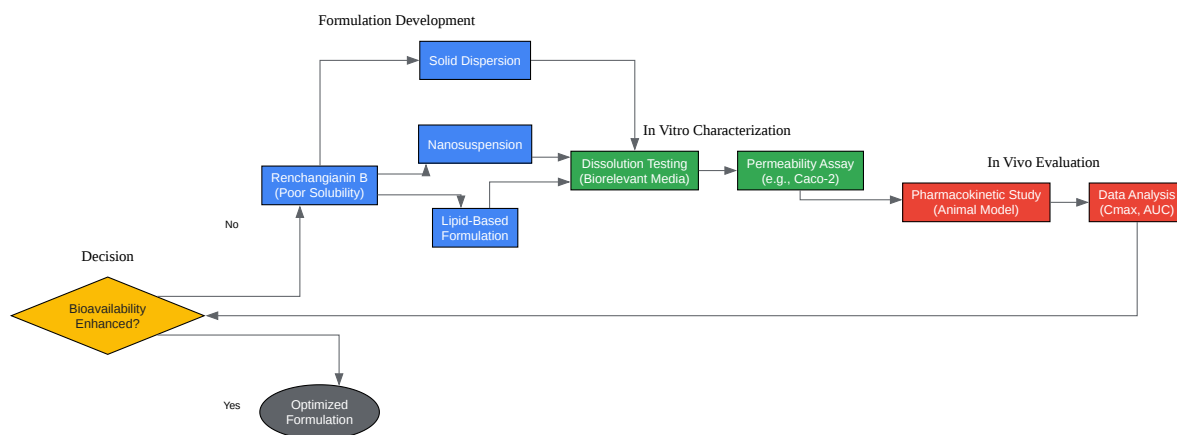 Formulation Development
Solid Dispersion
In Vitro Characterization
Nanosuspension
Dissolution Testing
(Biorelevant Media)
Permeability Assay
(e.g., Caco-2)
In Vivo Evaluation
Renchangianin B
(Poor Solubility)
Pharmacokinetic Study
(Animal Model)
Data Analysis
(Cmax, AUC)
Lipid-Based
Formulation
No
Decision
Bioavailability
Enhanced?
Yes
Optimized
Formulation